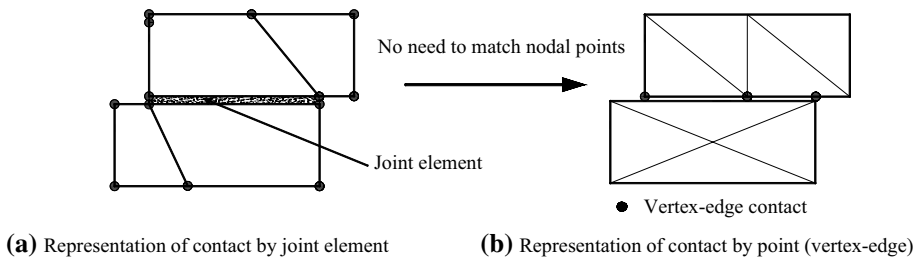 No need to match nodal points
Joint element
Vertex-edge contact
(a) Representation of contact by joint element
(b) Representation of contact by point (vertex-edge)